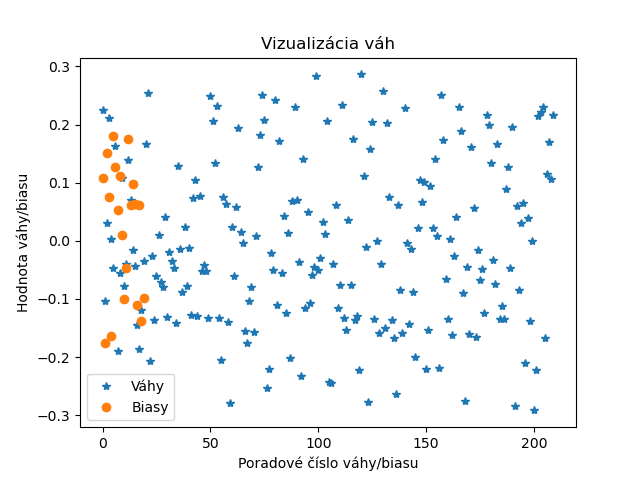 Vizualizácia váh
Hodnota váhy/biasu
0.3
0.2
0.1
0.0
−0.1
−0.2
−0.3
Váhy
Biasy
0 50 100 150 200
Poradové číslo váhy/biasu